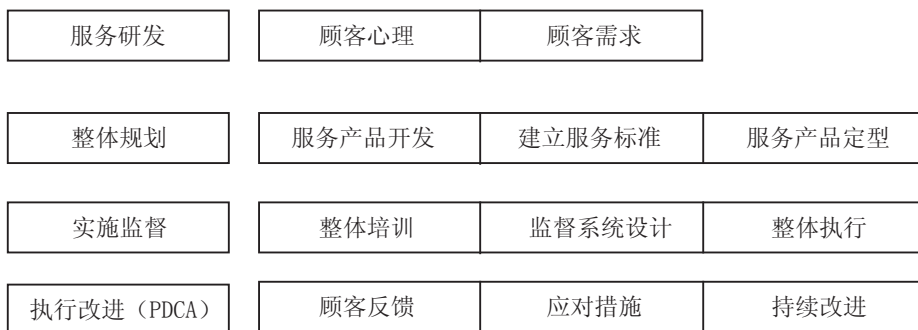 服务研发 顾客心理 顾客需求
整体规划 服务产品开发 建立服务标准 服务产品定型
实施监督 整体培训 监督系统设计 整体执行
执行改进（PDCA） 顾客反馈 应对措施 持续改进